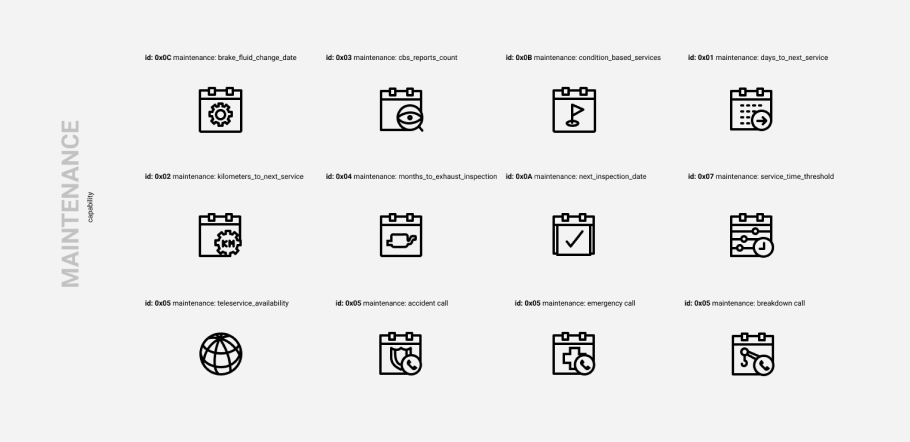 MAINTENANCE
capability
id: 0x0C maintenance: brake_fluid_change_date
id: 0x03 maintenance: cbs_reports_count
id: 0x0B maintenance: condition_based_services
id: 0x01 maintenance: days_to_next_service
id: 0x02 maintenance: kilometers_to_next_service
id: 0x04 maintenance: months_to_exhaust_inspection
id: 0x0A maintenance: next_inspection_date
id: 0x07 maintenance: service_time_threshold
KM
id: 0x05 maintenance: teleservice_availability
id: 0x05 maintenance: accident call
id: 0x05 maintenance: emergency call
id: 0x05 maintenance: breakdown call